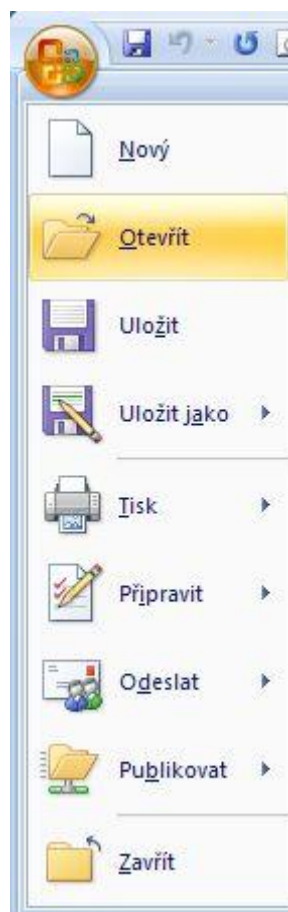 Nový
Otevřít
Uložit
Uložit jako
Tisk
Připravit
Odeslat
Publikovat
Zavřít